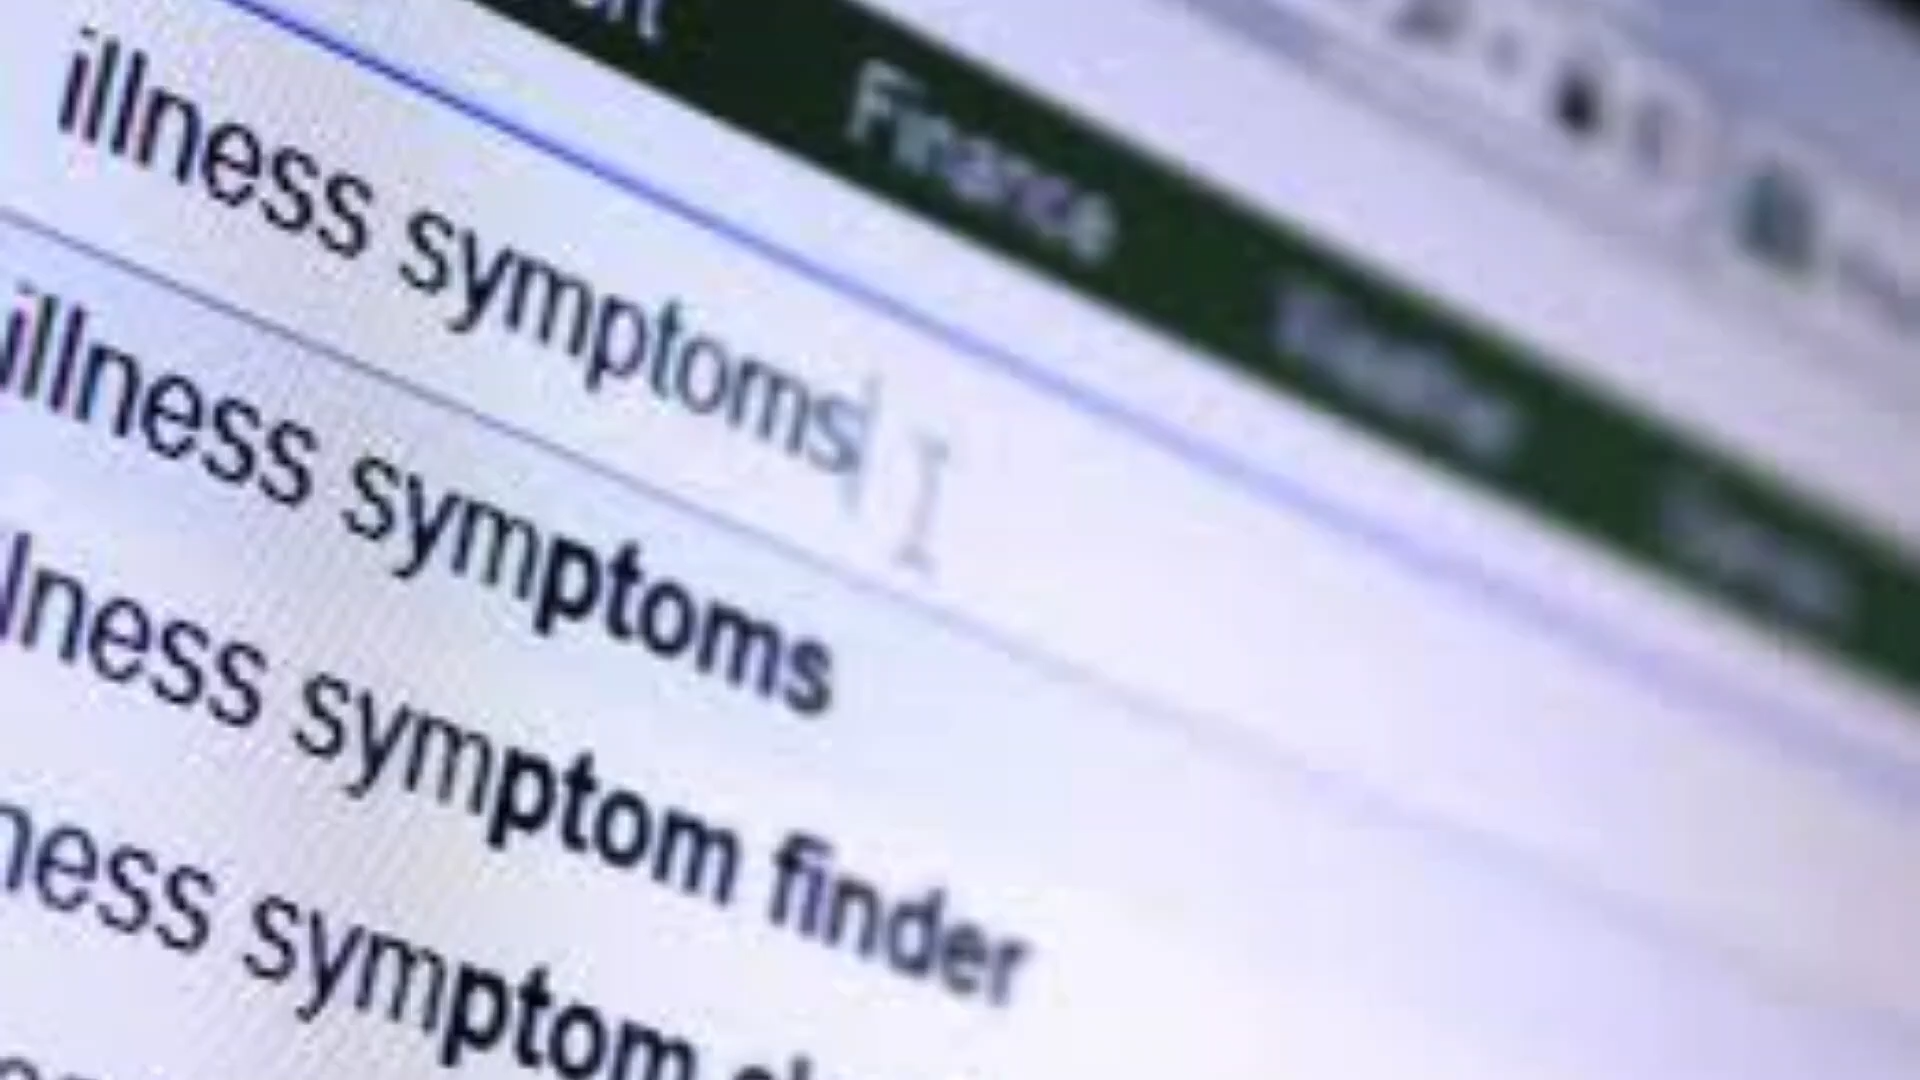 Finance
illness symptoms
illness symptoms
lness symptom finder
ness symptom